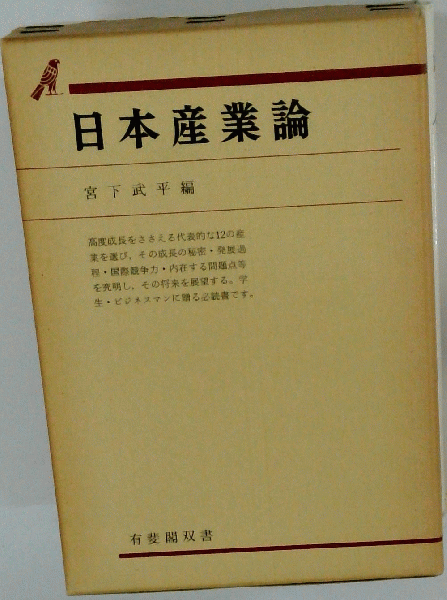 日本産業論
宮下武平編
高度成長をささえる代表的な12の産
業を選び，その成長の秘密・発展過
程・国際競争力・内在する問題点等
を究明し，その将来を展望する。学
生・ビジネスマンに贈る必読書です。
有斐閣双書